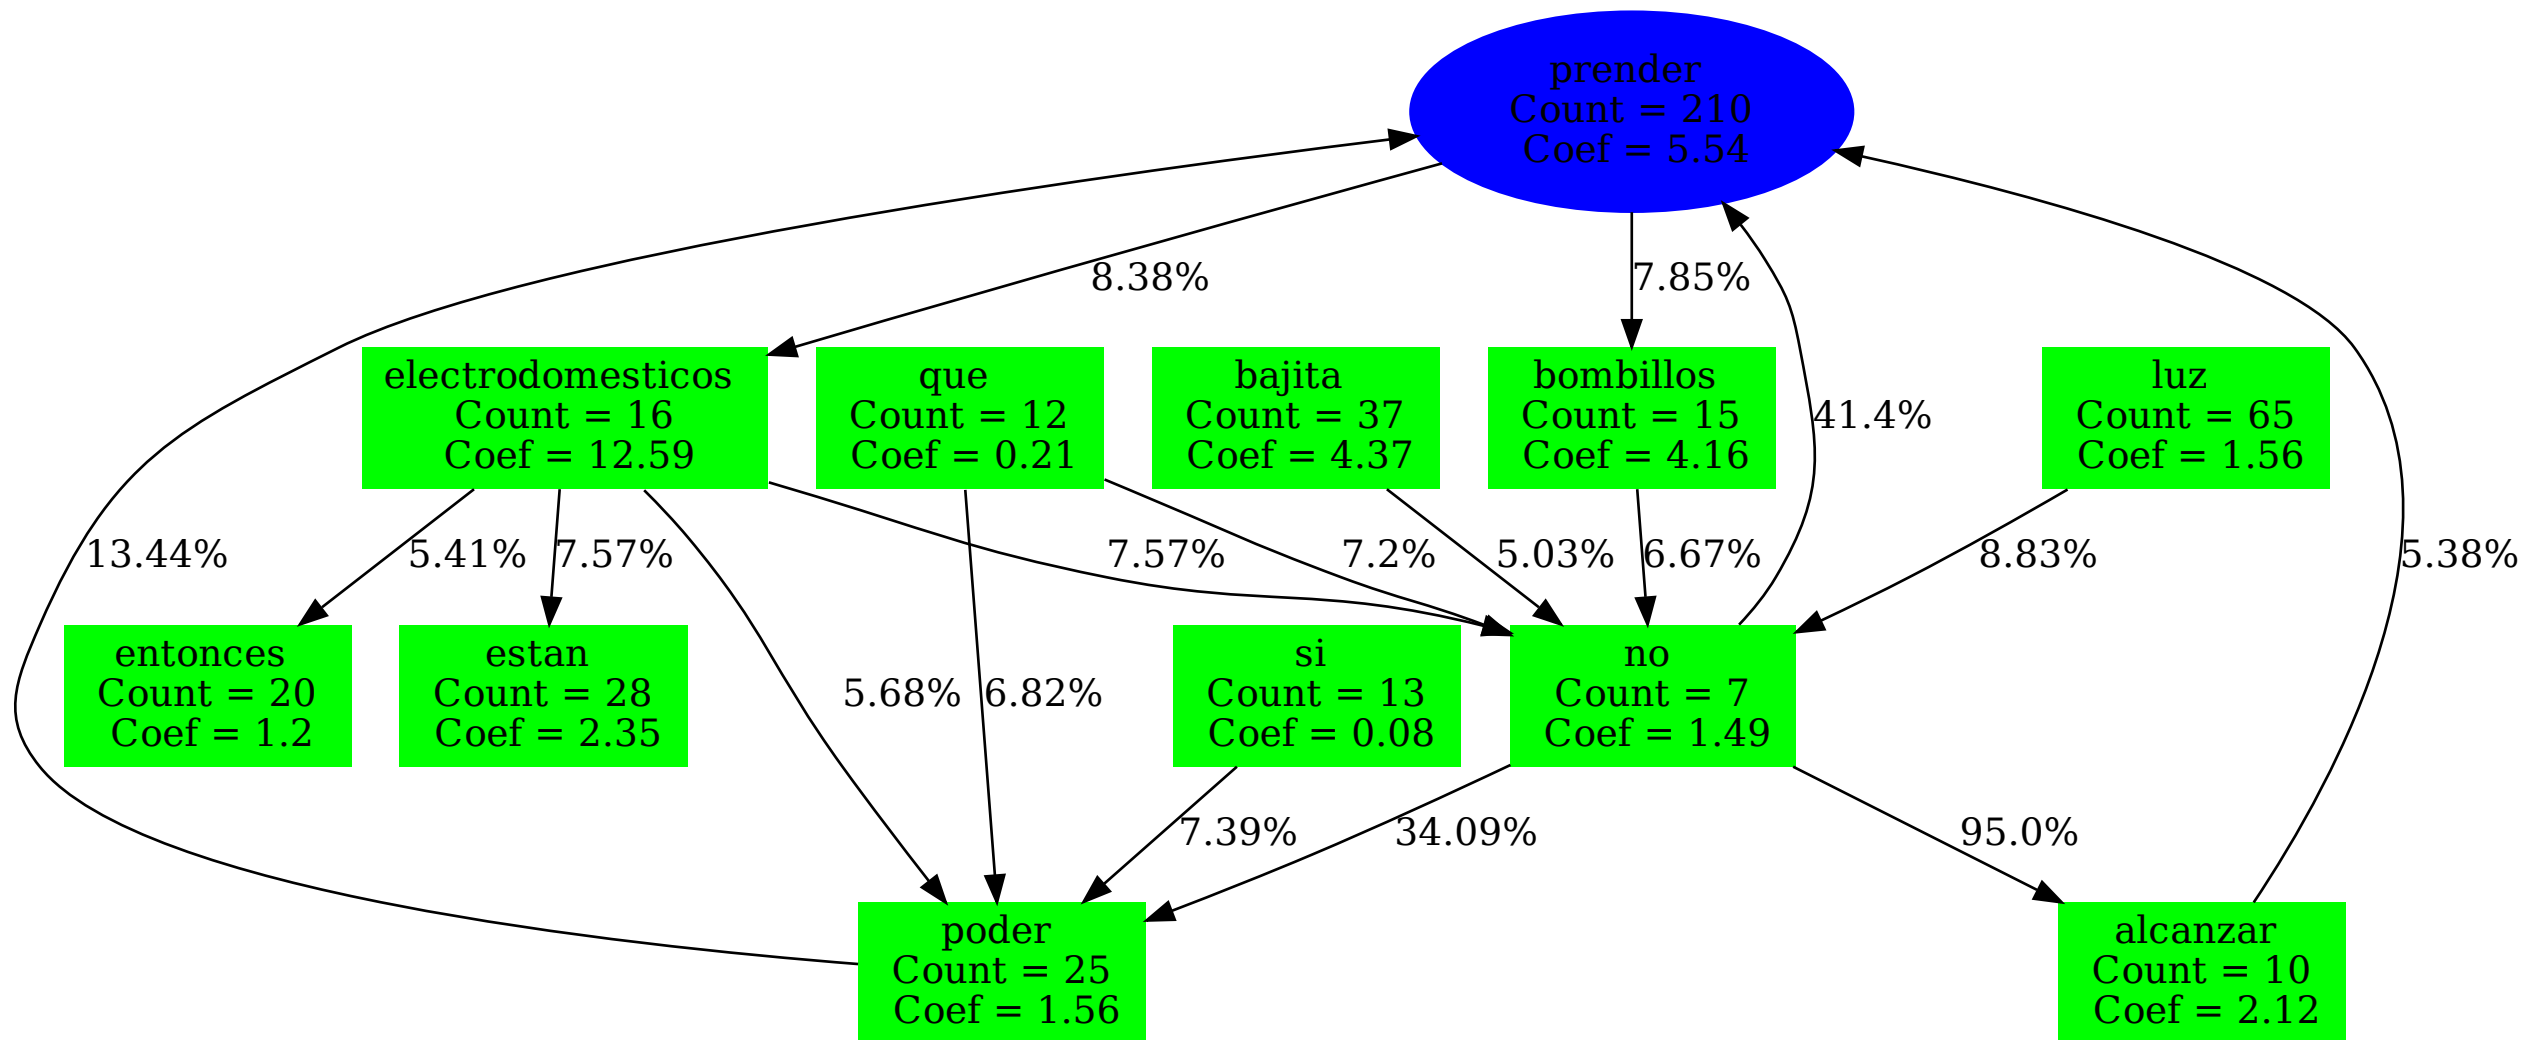 prender
Count = 210
Coef = 5.54
8.38%
7.85%
electrodomesticos
Count = 16
Coef = 12.59
que
Count = 12
Coef = 0.21
bajita
Count = 37
Coef = 4.37
bombillos
Count = 15
Coef = 4.16
41.4%
luz
Count = 65
Coef = 1.56
13.44%
5.41%
7.57%
7.57%
7.2%
5.03%
6.67%
8.83%
5.38%
entonces
Count = 20
Coef = 1.2
estan
Count = 28
Coef = 2.35
5.68%
6.82%
si
Count = 13
Coef = 0.08
no
Count = 7
Coef = 1.49
7.39%
34.09%
95.0%
poder
Count = 25
Coef = 1.56
alcanzar
Count = 10
Coef = 2.12